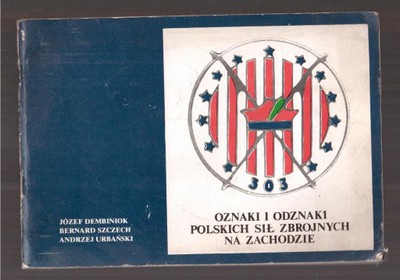 303
JÓZEF DEMBINIOK
BERNARD SZCZECH
ANDRZEJ URBAŃSKI
OZNAKI I ODZNAKI
POLSKICH SIŁ ZBROJNYCH
NA ZACHODZIE